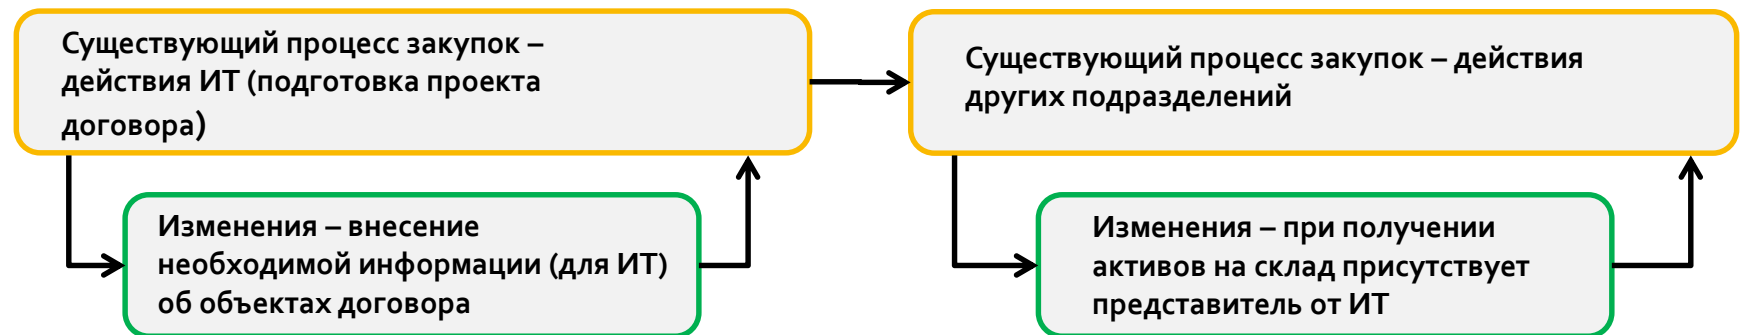 Существующий процесс закупок –
действия ИТ (подготовка проекта
договора)
Существующий процесс закупок – действия
других подразделений
Изменения – внесение
необходимой информации (для ИТ)
об объектах договора
Изменения – при получении
активов на склад присутствует
представитель от ИТ